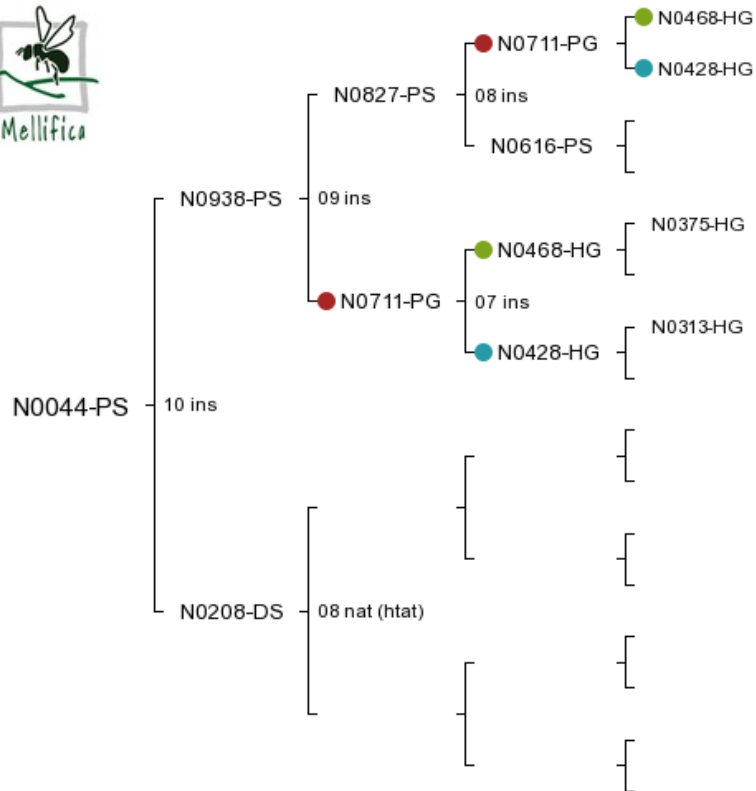 N0468-HG
N0711-PG
N0428-HG
N0827-PS
08 ins
Mellifica
N0616-PS
N0938-PS
09 ins
N0375-HG
N0468-HG
N0711-PG
07 ins
N0313-HG
N0428-HG
N0044-PS
10 ins
N0208-DS
08 nat (htat)